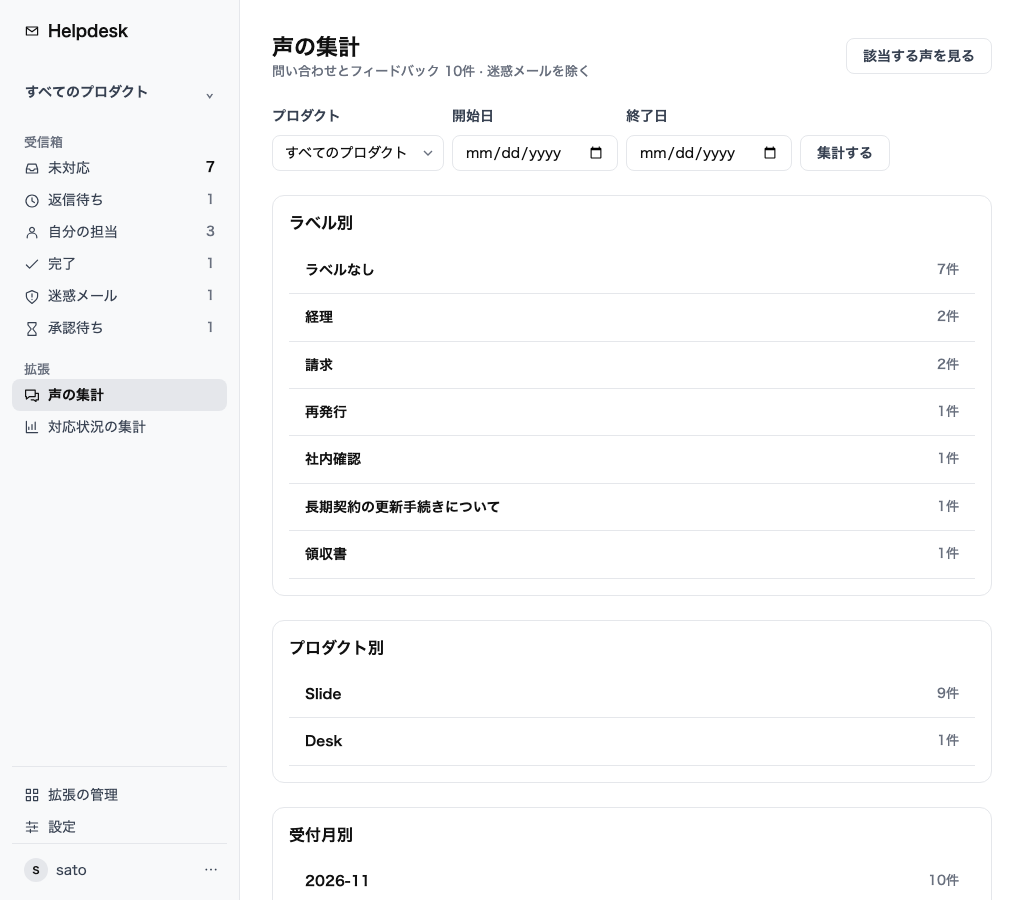 Helpdesk
すべてのプロダクト
受信箱
未対応 7
返信待ち 1
自分の担当 3
完了 1
迷惑メール 1
承認待ち 1
拡張
声の集計
対応状況の集計
拡張の管理
設定
S sato ...
声の集計
問い合わせとフィードバック 10件 · 迷惑メールを除く
該当する声を見る
プロダクト 開始日 終了日
すべてのプロダクト mm/dd/yyyy mm/dd/yyyy 集計する
ラベル別
ラベルなし 7件
経理 2件
請求 2件
再発行 1件
社内確認 1件
長期契約の更新手続きについて 1件
領収書 1件
プロダクト別
Slide 9件
Desk 1件
受付月別
2026-11 10件